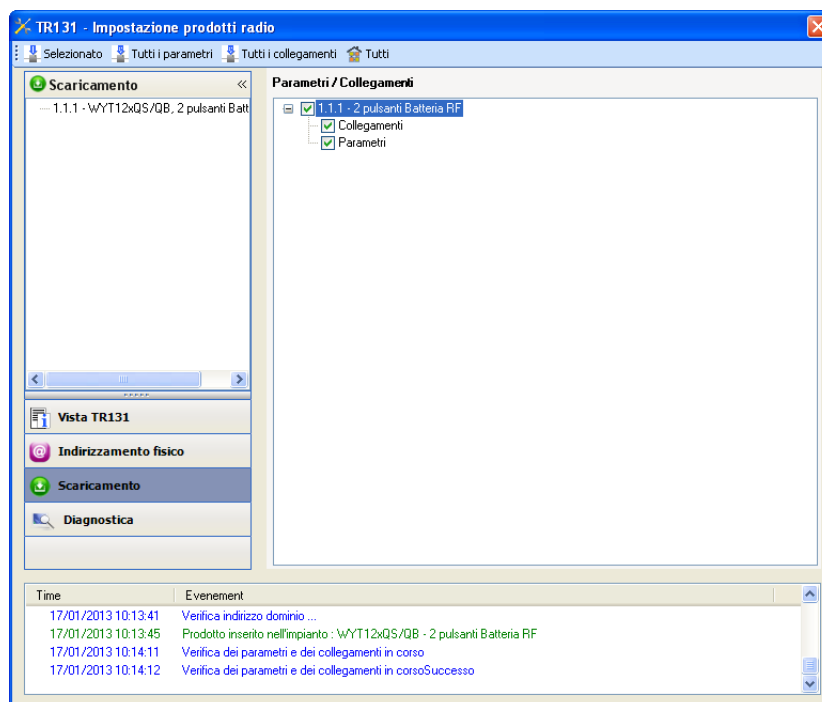 TR131 - Impostazione prodotti radio
Selezionato Tutti i parametri Tutti i collegamenti Tutti
Scaricamento «
1.1.1 - WYT12xQS/QB, 2 pulsanti Batt
Parametri / Collegamenti
1.1.1 - 2 pulsanti Batteria RF
Collegamenti
Parametri
Vista TR131
Indirizzamento fisico
Scaricamento
Diagnostica
Time Evenement
17/01/2013 10:13:41 Verifica indirizzo dominio ...
17/01/2013 10:13:45 Prodotto inserito nell'impianto : WYT12xQS/QB - 2 pulsanti Batteria RF
17/01/2013 10:14:11 Verifica dei parametri e dei collegamenti in corso
17/01/2013 10:14:12 Verifica dei parametri e dei collegamenti in corsoSuccesso